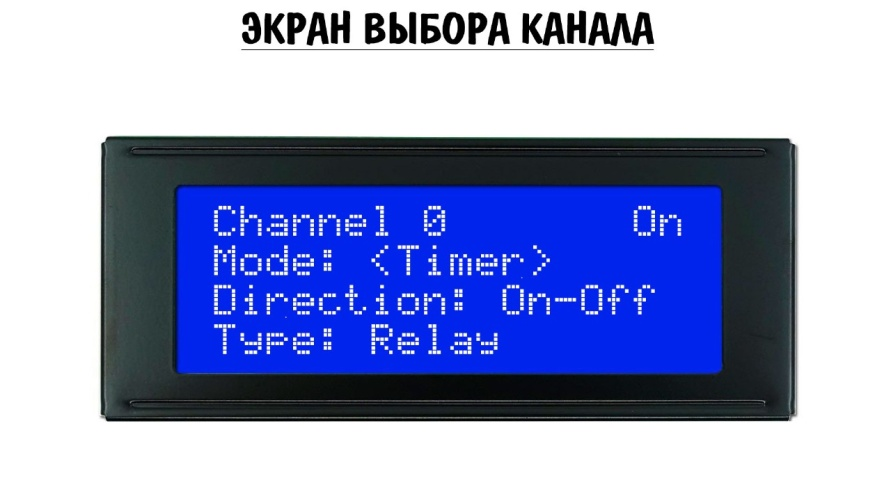 ЭКРАН ВЫБОРА КАНАЛА
Channel 0 On
Mode: <Timer>
Direction: On-Off
Type: Relay